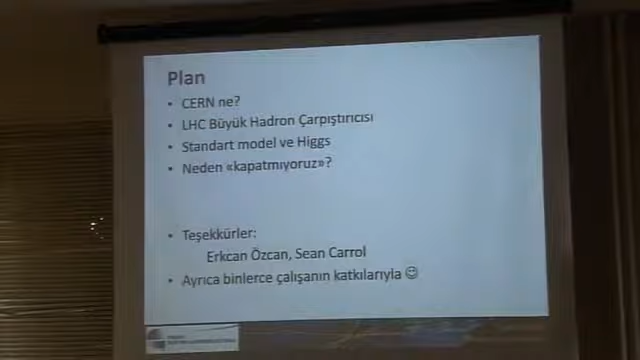 Plan
• CERN ne?
• LHC Büyük Hadron Çarpıştırıcısı
• Standart model ve Higgs
• Neden «kapatmıyoruz»?
• Teşekkürler:
Erkcan Özcan, Sean Carrol
• Ayrıca binlerce çalışanın katkılarıyla ☺